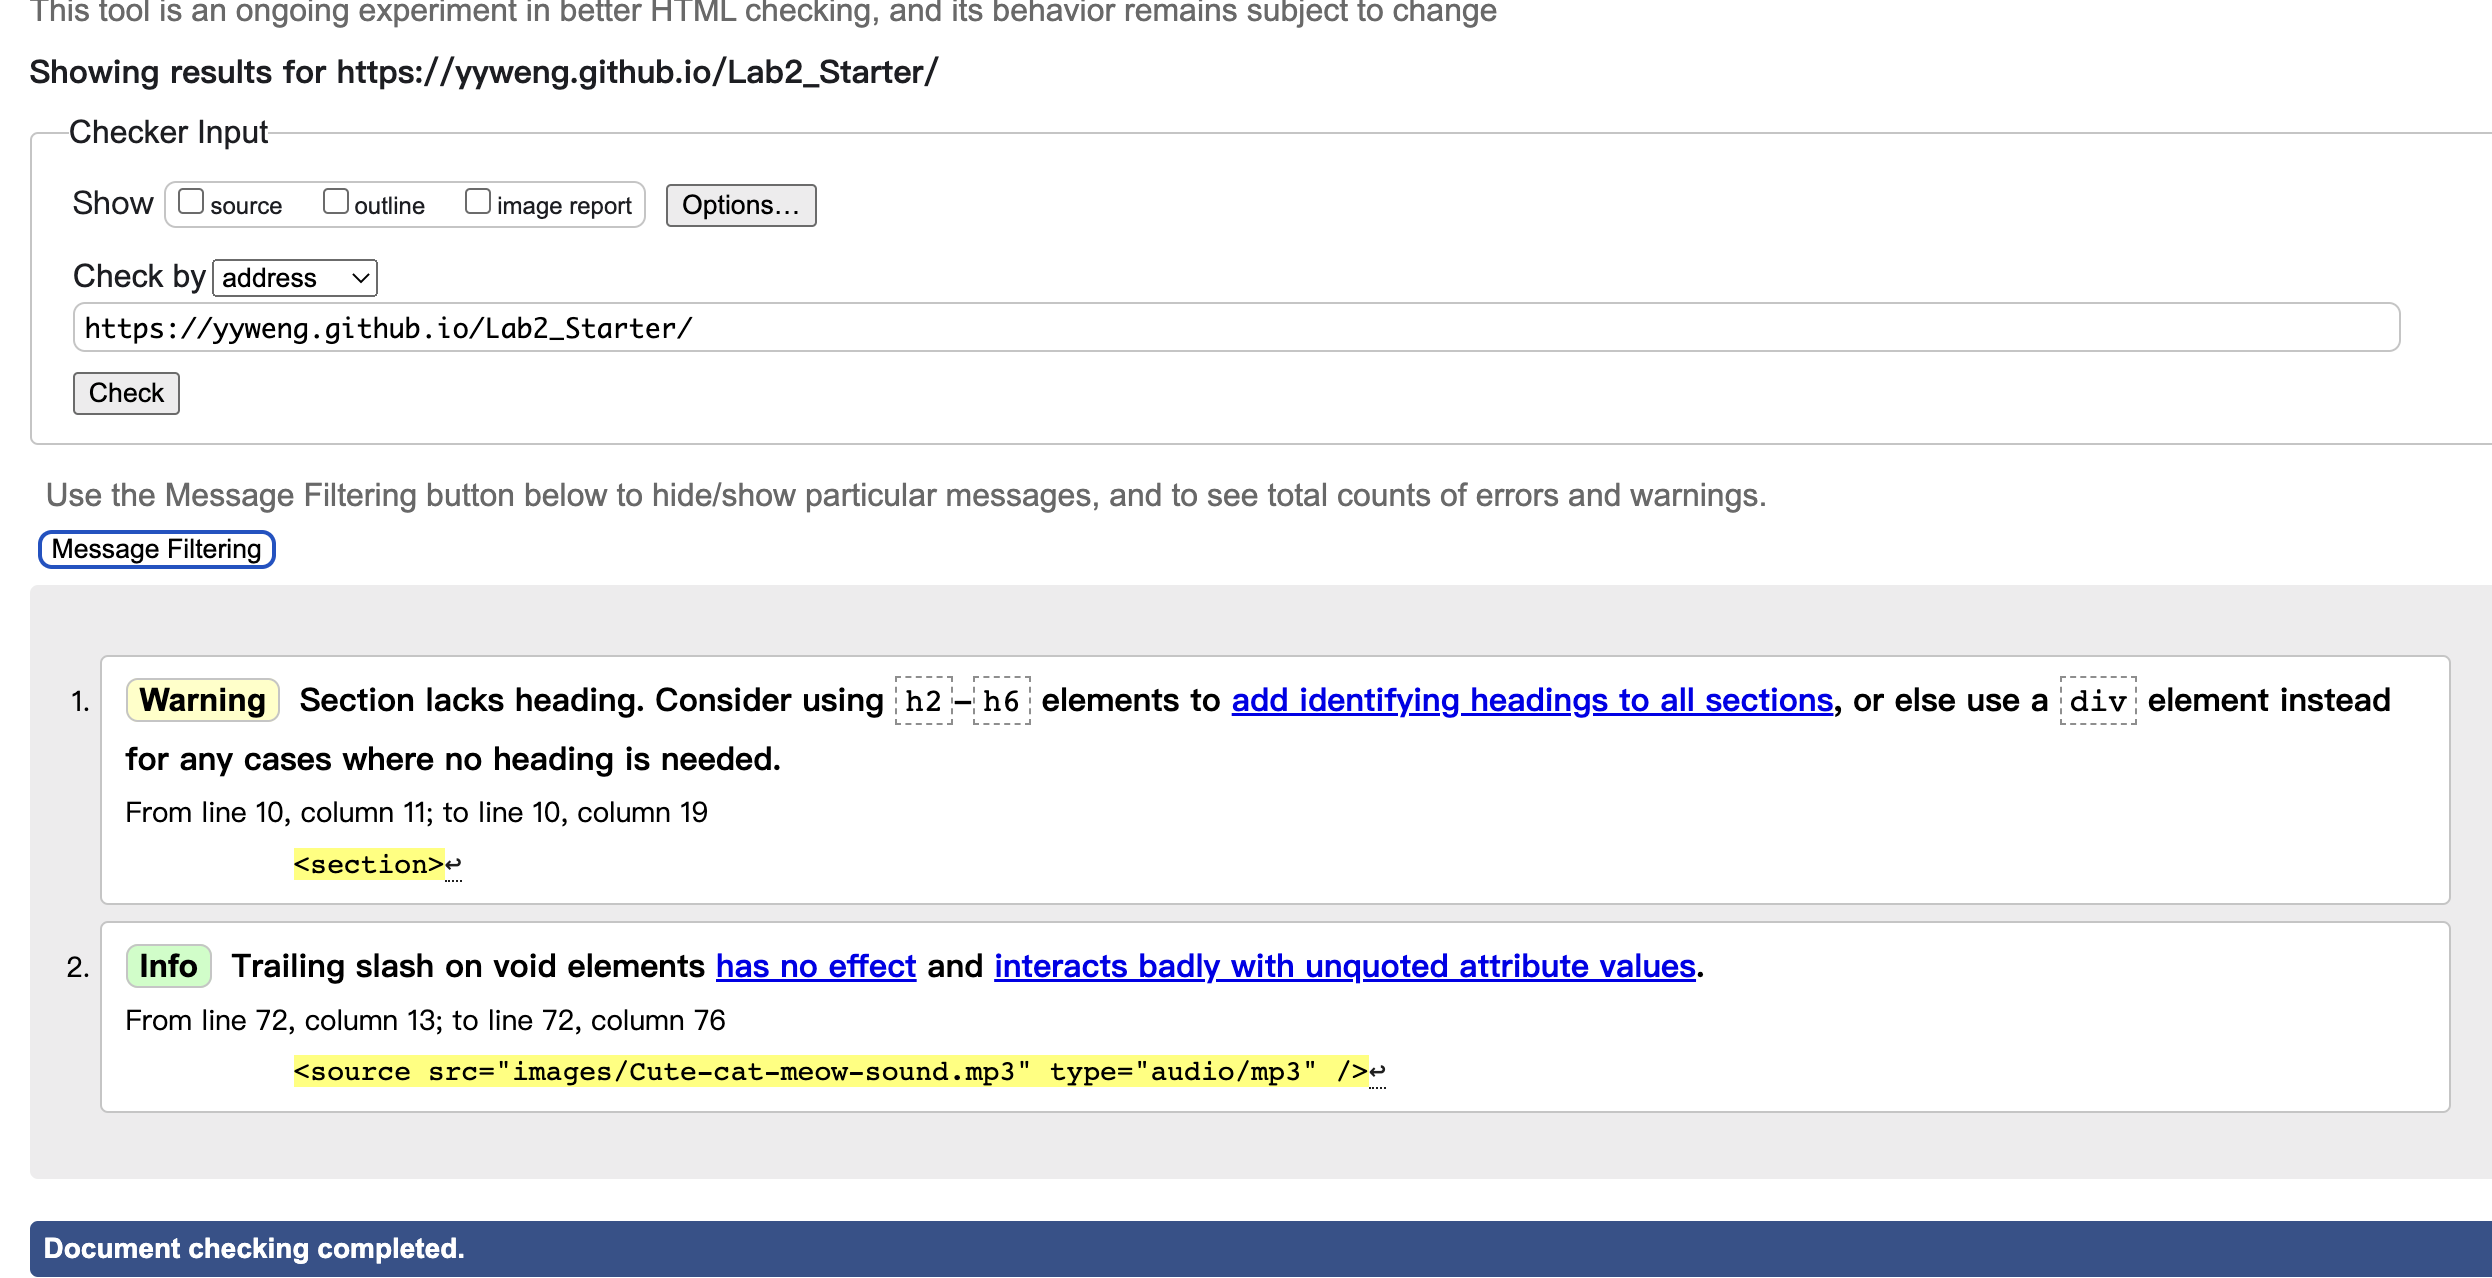 This tool is an ongoing experiment in better HTML checking, and its behavior remains subject to change
Showing results for https://yyweng.github.io/Lab2_Starter/
Checker Input
Show source outline image report Options...
Check by address
https://yyweng.github.io/Lab2_Starter/
Check
Use the Message Filtering button below to hide/show particular messages, and to see total counts of errors and warnings.
Message Filtering
1. Warning Section lacks heading. Consider using h2–h6 elements to add identifying headings to all sections, or else use a div element instead
for any cases where no heading is needed.
From line 10, column 11; to line 10, column 19
<section>↩
2. Info Trailing slash on void elements has no effect and interacts badly with unquoted attribute values.
From line 72, column 13; to line 72, column 76
<source src="images/Cute-cat-meow-sound.mp3" type="audio/mp3" />↩
Document checking completed.